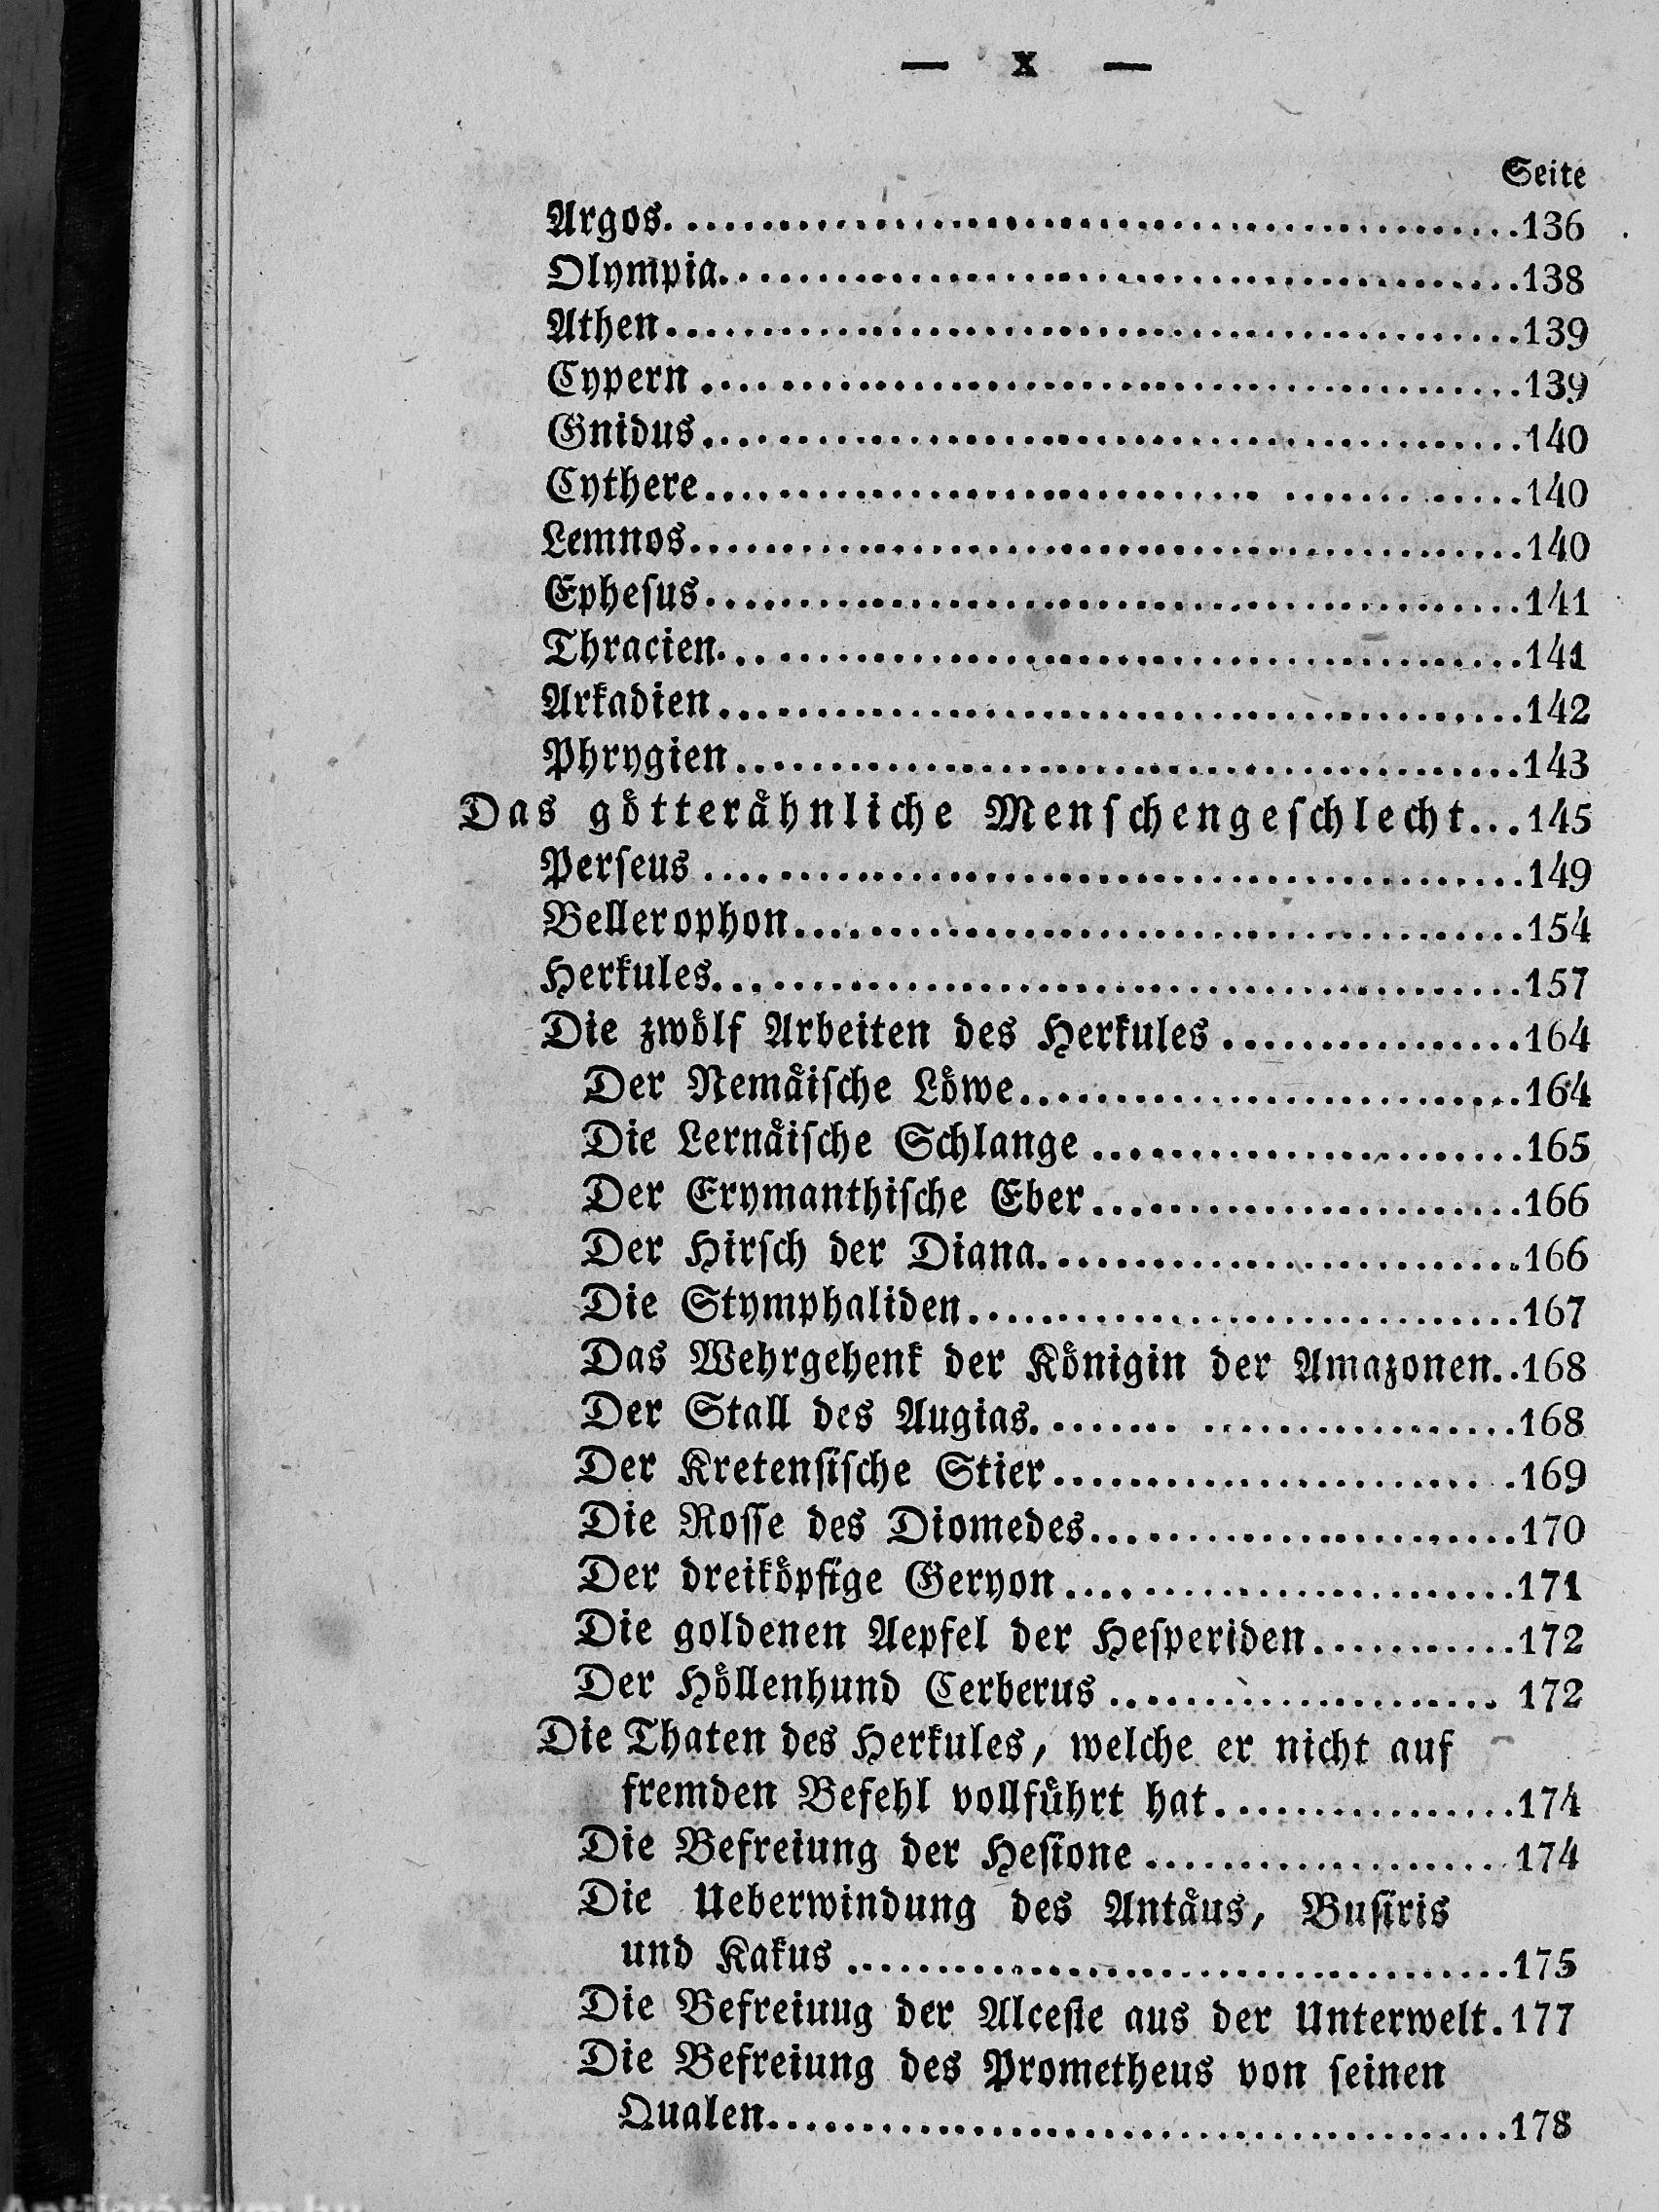 — X —
Seite
Argos. ............................................136
Olympia. .........................................138
Athen ............................................139
Cypern ...........................................139
Gnidus ...........................................140
Cythere ............................. ............140
Lemnos ...........................................140
Ephesus ..........................................141
Thracien. ........................................141
Arkadien .........................................142
Phrygien .........................................143
Das götterähnliche Menschengeschlecht...145
Perseus ..........................................149
Bellerophon ......................................154
Herkules. ........................................157
Die zwölf Arbeiten des Herkules ................164
Der Nemäische Löwe ...........................164
Die Lernäische Schlange .......................165
Der Erymanthische Eber .......................166
Der Hirsch der Diana. .........................166
Die Stymphaliden ..............................167
Das Wehrgehenk der Königin der Amazonen..168
Der Stall des Augias. ....... .................168
Der Kretensische Stier ....................... .169
Die Rosse des Diomedes .......................170
Der dreiköpfige Geryon ........................171
Die goldenen Aepfel der Hesperiden ...........172
Der Höllenhund Cerberus ..................... 172
Die Thaten des Herkules, welche er nicht auf
fremden Befehl vollführt hat ................174
Die Befreiung der Hesione ....................174
Die Ueberwindung des Antäus, Busiris
und Kakus ....................................175
Die Befreiuug der Alceste aus der Unterwelt.177
Die Befreiung des Prometheus von seinen
Qualen ........................................178